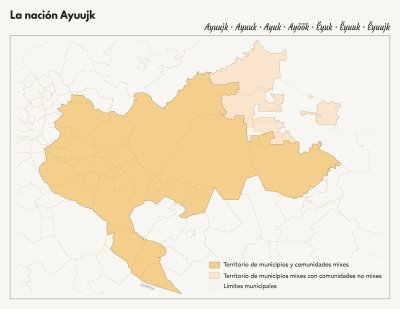 La nación Ayuujk
Ayuujk · Ayuuk · Ayuk · Ayöök · Ëyuk · Ëyuuk · Ëyuujk
Territorio de municipios y comunidades mixes
Territorio de municipios mixes con comunidades no mixes
Límites municipales